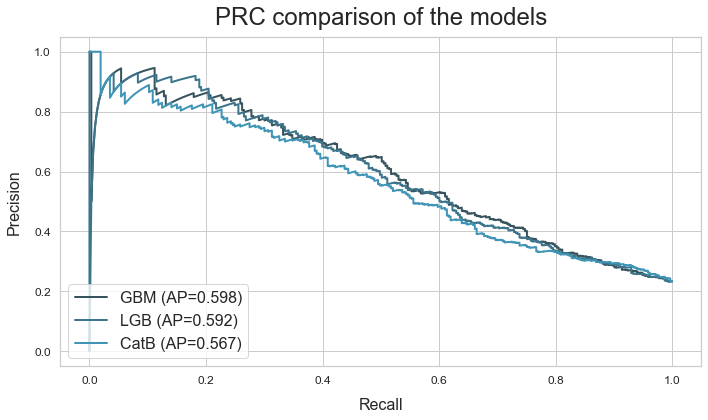 PRC comparison of the models
1.0
0.8
0.6
0.4
0.2
0.0
Precision
GBM (AP=0.598)
LGB (AP=0.592)
CatB (AP=0.567)
0.0 0.2 0.4 0.6 0.8 1.0
Recall